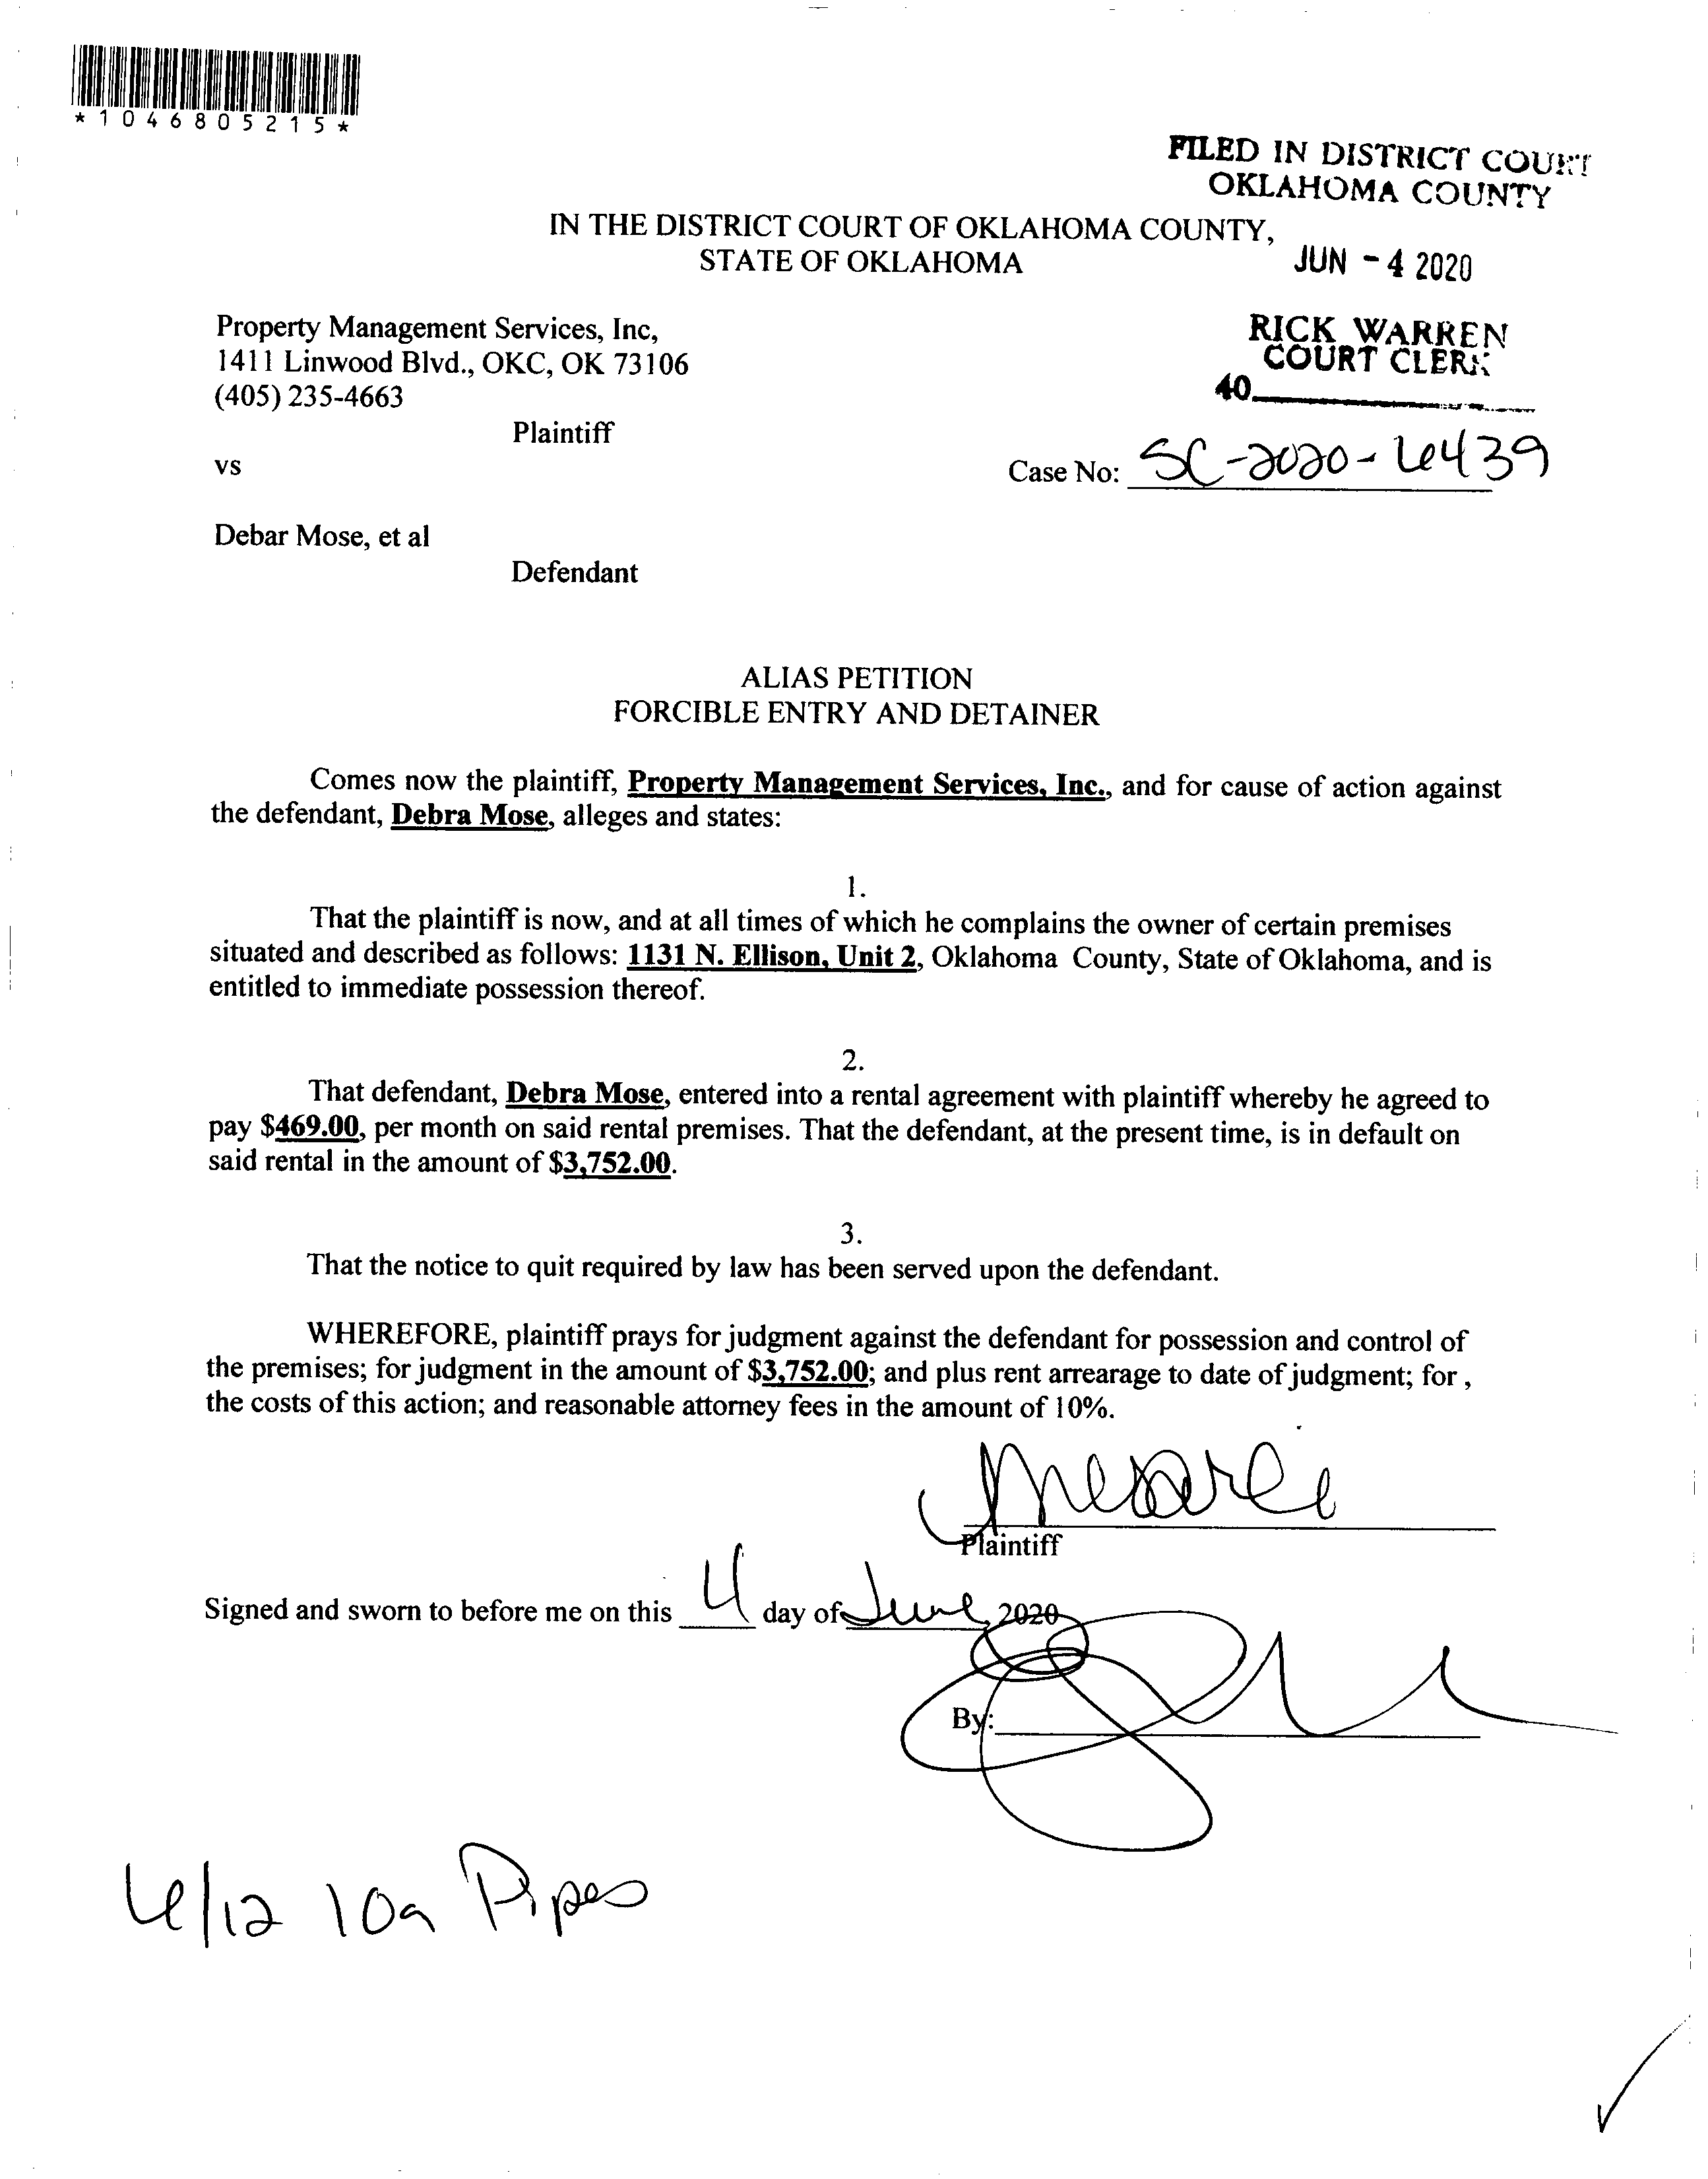 *1046805215*
FILED IN DISTRICT COURT
OKLAHOMA COUNTY
IN THE DISTRICT COURT OF OKLAHOMA COUNTY,
STATE OF OKLAHOMA
JUN - 4 2020
Property Management Services, Inc,
1411 Linwood Blvd., OKC, OK 73106
(405) 235-4663
RICK WARREN
COURT CLERK
40
Plaintiff
vs
Case No: SC-2020-6439
Debar Mose, et al
Defendant
ALIAS PETITION
FORCIBLE ENTRY AND DETAINER
Comes now the plaintiff, Property Management Services, Inc., and for cause of action against
the defendant, Debra Mose, alleges and states:
1.
That the plaintiff is now, and at all times of which he complains the owner of certain premises
situated and described as follows: 1131 N. Ellison, Unit 2, Oklahoma County, State of Oklahoma, and is
entitled to immediate possession thereof.
2.
That defendant, Debra Mose, entered into a rental agreement with plaintiff whereby he agreed to
pay $469.00, per month on said rental premises. That the defendant, at the present time, is in default on
said rental in the amount of $3,752.00.
3.
That the notice to quit required by law has been served upon the defendant.
WHEREFORE, plaintiff prays for judgment against the defendant for possession and control of
the premises; for judgment in the amount of $3,752.00; and plus rent arrearage to date of judgment; for ,
the costs of this action; and reasonable attorney fees in the amount of 10%.
Plaintiff
Signed and sworn to before me on this 4 day of June, 2020
By:
6/12 10a Pipes